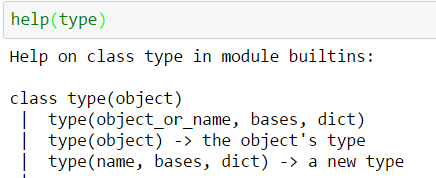 help(type)
Help on class type in module builtins:
class type(object)
 |  type(object_or_name, bases, dict)
 |  type(object) -> the object's type
 |  type(name, bases, dict) -> a new type